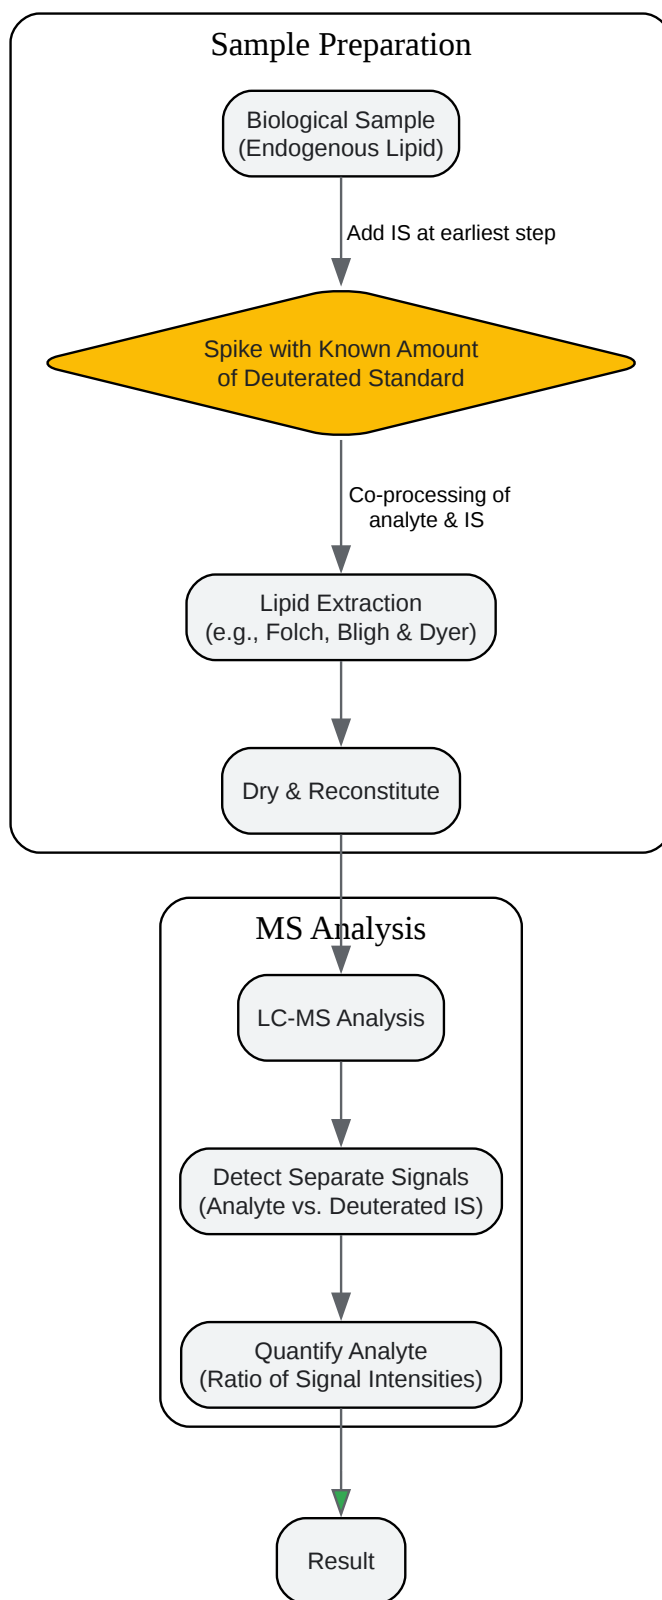 Sample Preparation
Biological Sample
(Endogenous Lipid)
Add IS at earliest step
Spike with Known Amount
of Deuterated Standard
Co-processing of
analyte & IS
Lipid Extraction
(e.g., Folch, Bligh & Dyer)
Dry & Reconstitute
MS Analysis
LC-MS Analysis
Detect Separate Signals
(Analyte vs. Deuterated IS)
Quantify Analyte
(Ratio of Signal Intensities)
Result